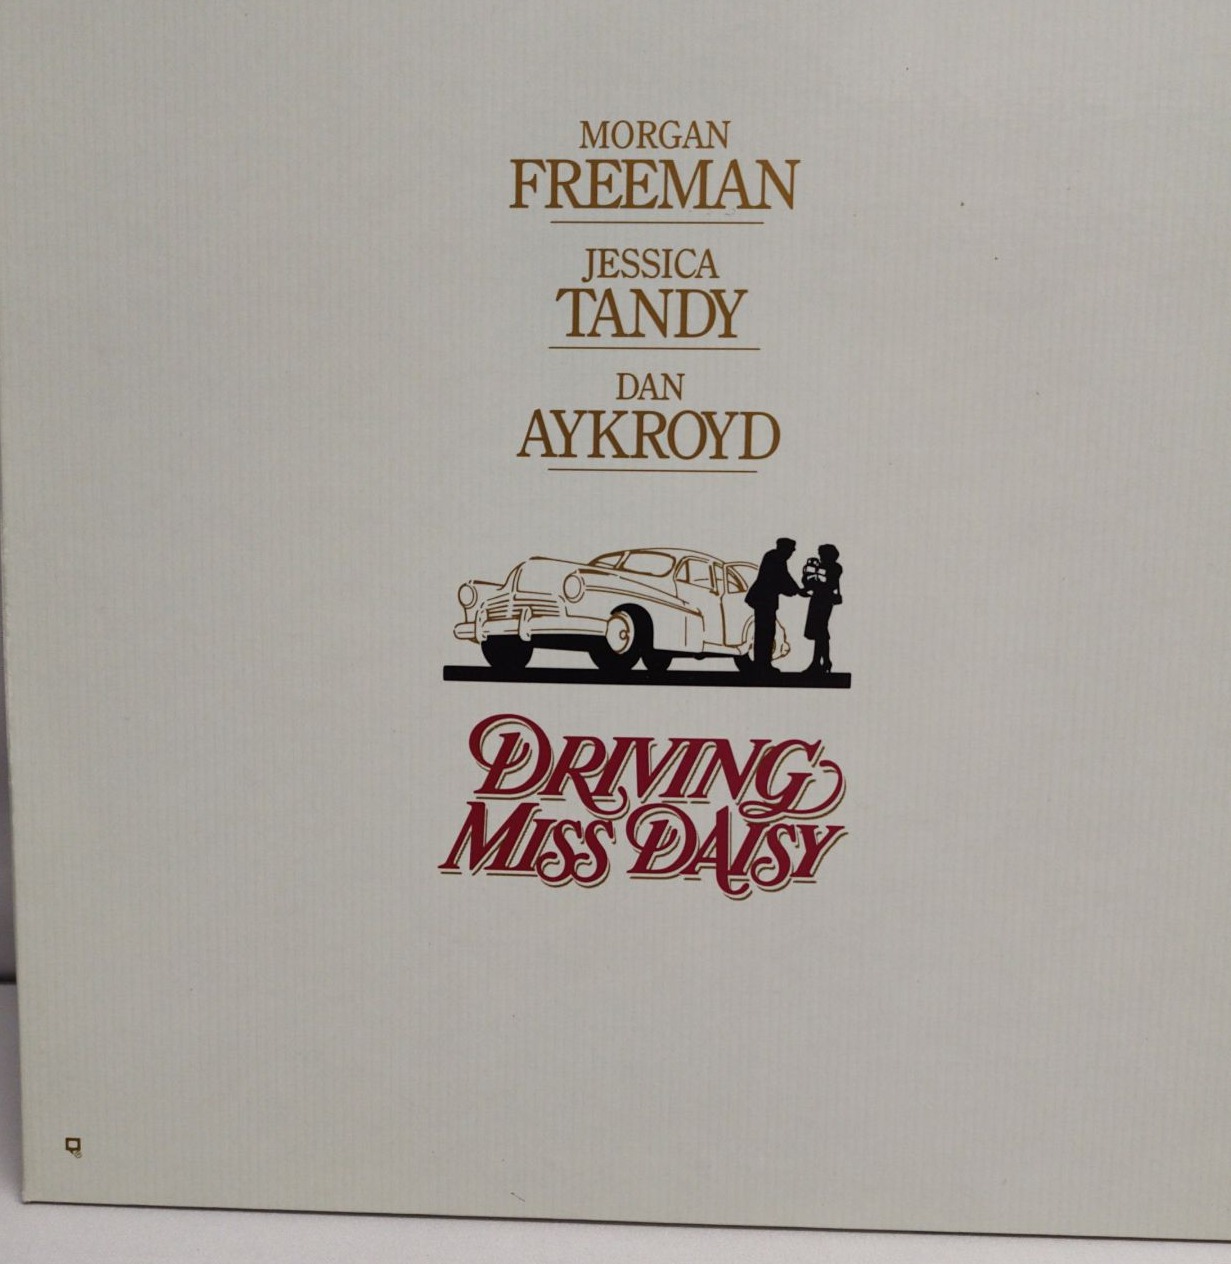 MORGAN
FREEMAN
JESSICA
TANDY
DAN
AYKROYD
DRIVING
MISS DAISY